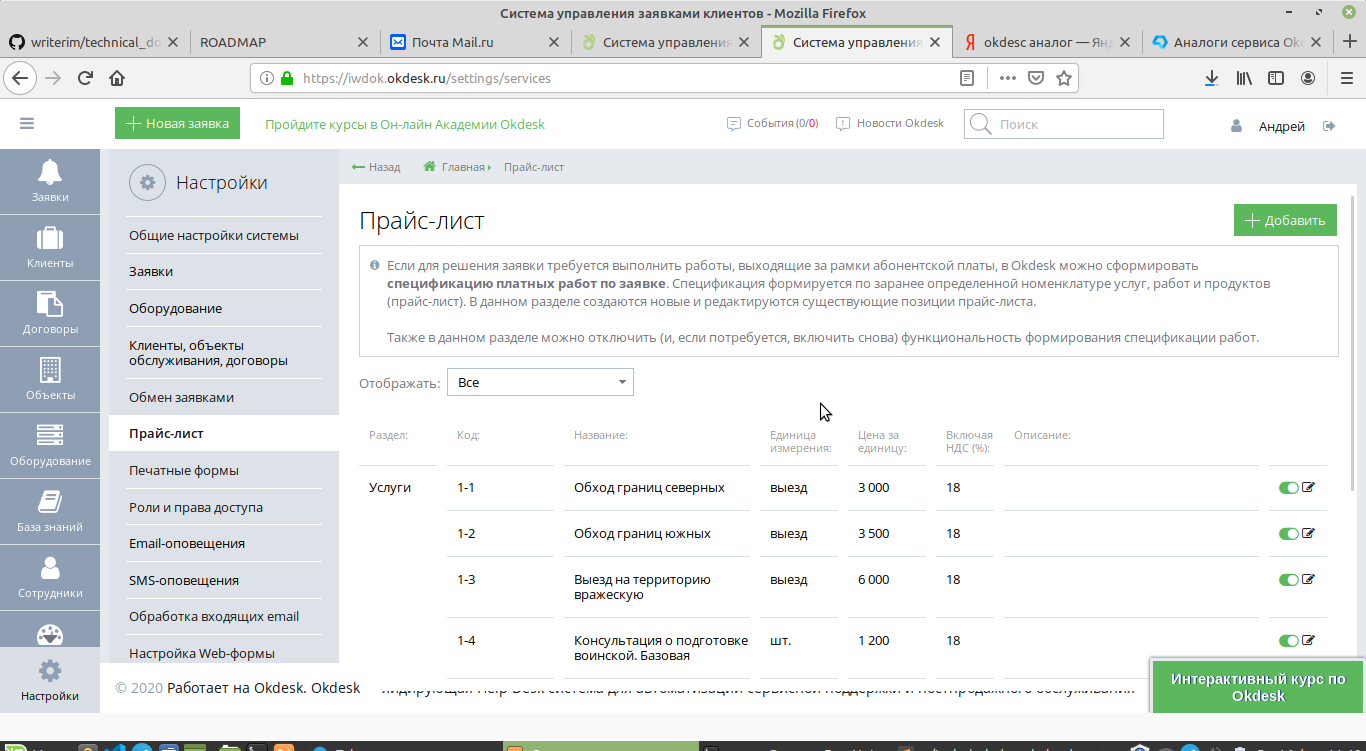 Система управления заявками клиентов - Mozilla Firefox
writerim/technical_do
ROADMAP
Почта Mail.ru
Система управления
Система управления
okdesc аналог — Янд
Аналоги сервиса Okd
https://iwdok.okdesk.ru/settings/services
Новая заявка
Пройдите курсы в Он-лайн Академии Okdesk
События (0/0)
Новости Okdesk
Поиск
Андрей
Заявки
Клиенты
Договоры
Объекты
Оборудование
База знаний
Сотрудники
Настройки
Настройки
Общие настройки системы
Заявки
Оборудование
Клиенты, объекты
обслуживания, договоры
Обмен заявками
Прайс-лист
Печатные формы
Роли и права доступа
Email-оповещения
SMS-оповещения
Обработка входящих email
Настройка Web-формы
Назад
Главная
Прайс-лист
Прайс-лист
Добавить
Если для решения заявки требуется выполнить работы, выходящие за рамки абонентской платы, в Okdesk можно сформировать
спецификацию платных работ по заявке. Спецификация формируется по заранее определенной номенклатуре услуг, работ и продуктов
(прайс-лист). В данном разделе создаются новые и редактируются существующие позиции прайс-листа.
Также в данном разделе можно отключить (и, если потребуется, включить снова) функциональность формирования спецификации работ.
Отображать: Все
Раздел: Код: Название: Единица измерения: Цена за единицу: Включая НДС (%): Описание:
Услуги 1-1 Обход границ северных выезд 3 000 18
1-2 Обход границ южных выезд 3 500 18
1-3 Выезд на территорию вражескую выезд 6 000 18
1-4 Консультация о подготовке воинской. Базовая шт. 1 200 18
© 2020 Работает на Okdesk. Okdesk
лидирующая Help Desk система для автоматизации сервисной поддержки и постпродажного обслуживания
Интерактивный курс по
Okdesk